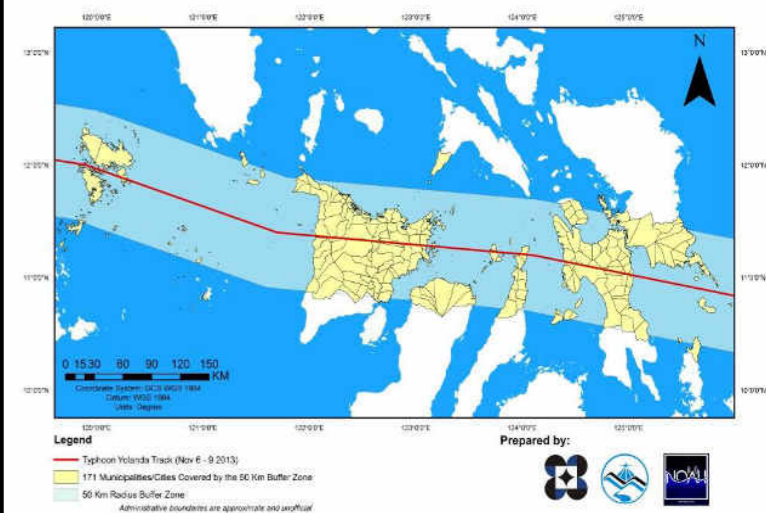 120°0'0"E 121°0'0"E 122°0'0"E 123°0'0"E 124°0'0"E 125°0'0"E
N
13°0'0"N 13°0'0"N
12°0'0"N 12°0'0"N
11°0'0"N 11°0'0"N
10°0'0"N 10°0'0"N
0 15 30 60 90 120 150
KM
Coordinate System: GCS WGS 1984
Datum: WGS 1984
Units: Degree
120°0'0"E 121°0'0"E 122°0'0"E 123°0'0"E 124°0'0"E 125°0'0"E
Legend
Prepared by:
Typhoon Yolanda Track (Nov 6 - 9 2013)
171 Municipalities/Cities Covered by the 50 Km Buffer Zone
50 Km Radius Buffer Zone
Administrative boundaries are approximate and unofficial
NOAH